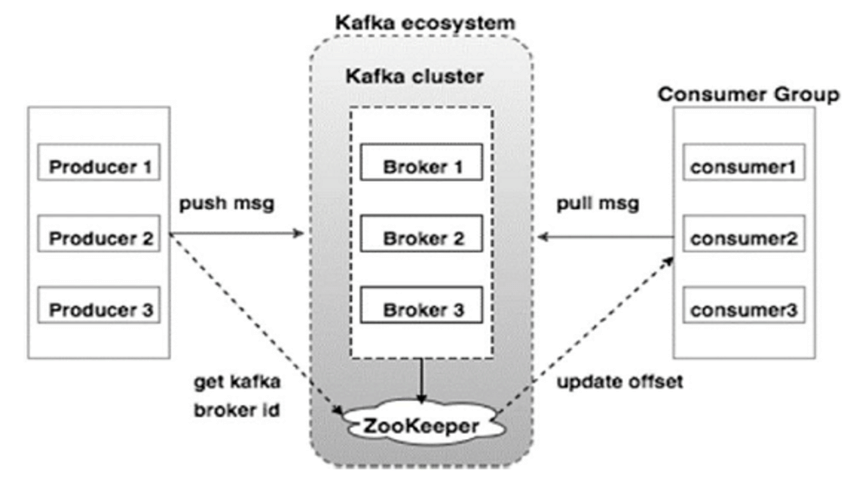 Kafka ecosystem
Kafka cluster
Consumer Group
Producer 1
Broker 1
consumer1
push msg
pull msg
Producer 2
Broker 2
consumer2
Producer 3
Broker 3
consumer3
get kafka
broker id
update offset
ZooKeeper